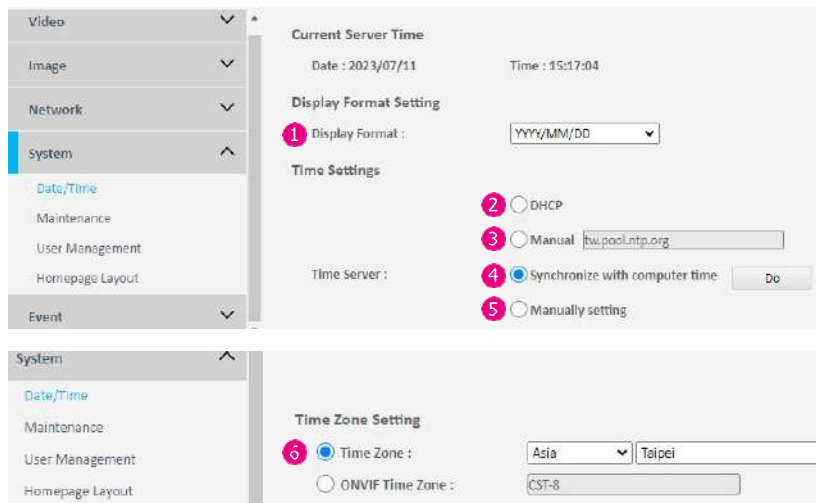 Video
Image
Network
System
Date/Time
Maintenance
User Management
Homepage Layout
Event
Current Server Time
Date : 2023/07/11 Time : 15:17:04
Display Format Setting
1 Display Format : YYYY/MM/DD
Time Settings
2 DHCP
3 Manual tw.pool.ntp.org
Time Server : 4 Synchronize with computer time Do
5 Manually setting
System
Date/Time
Maintenance
User Management
Homepage Layout
Time Zone Setting
6 Time Zone : Asia Taipei
ONVIF Time Zone : CST-8